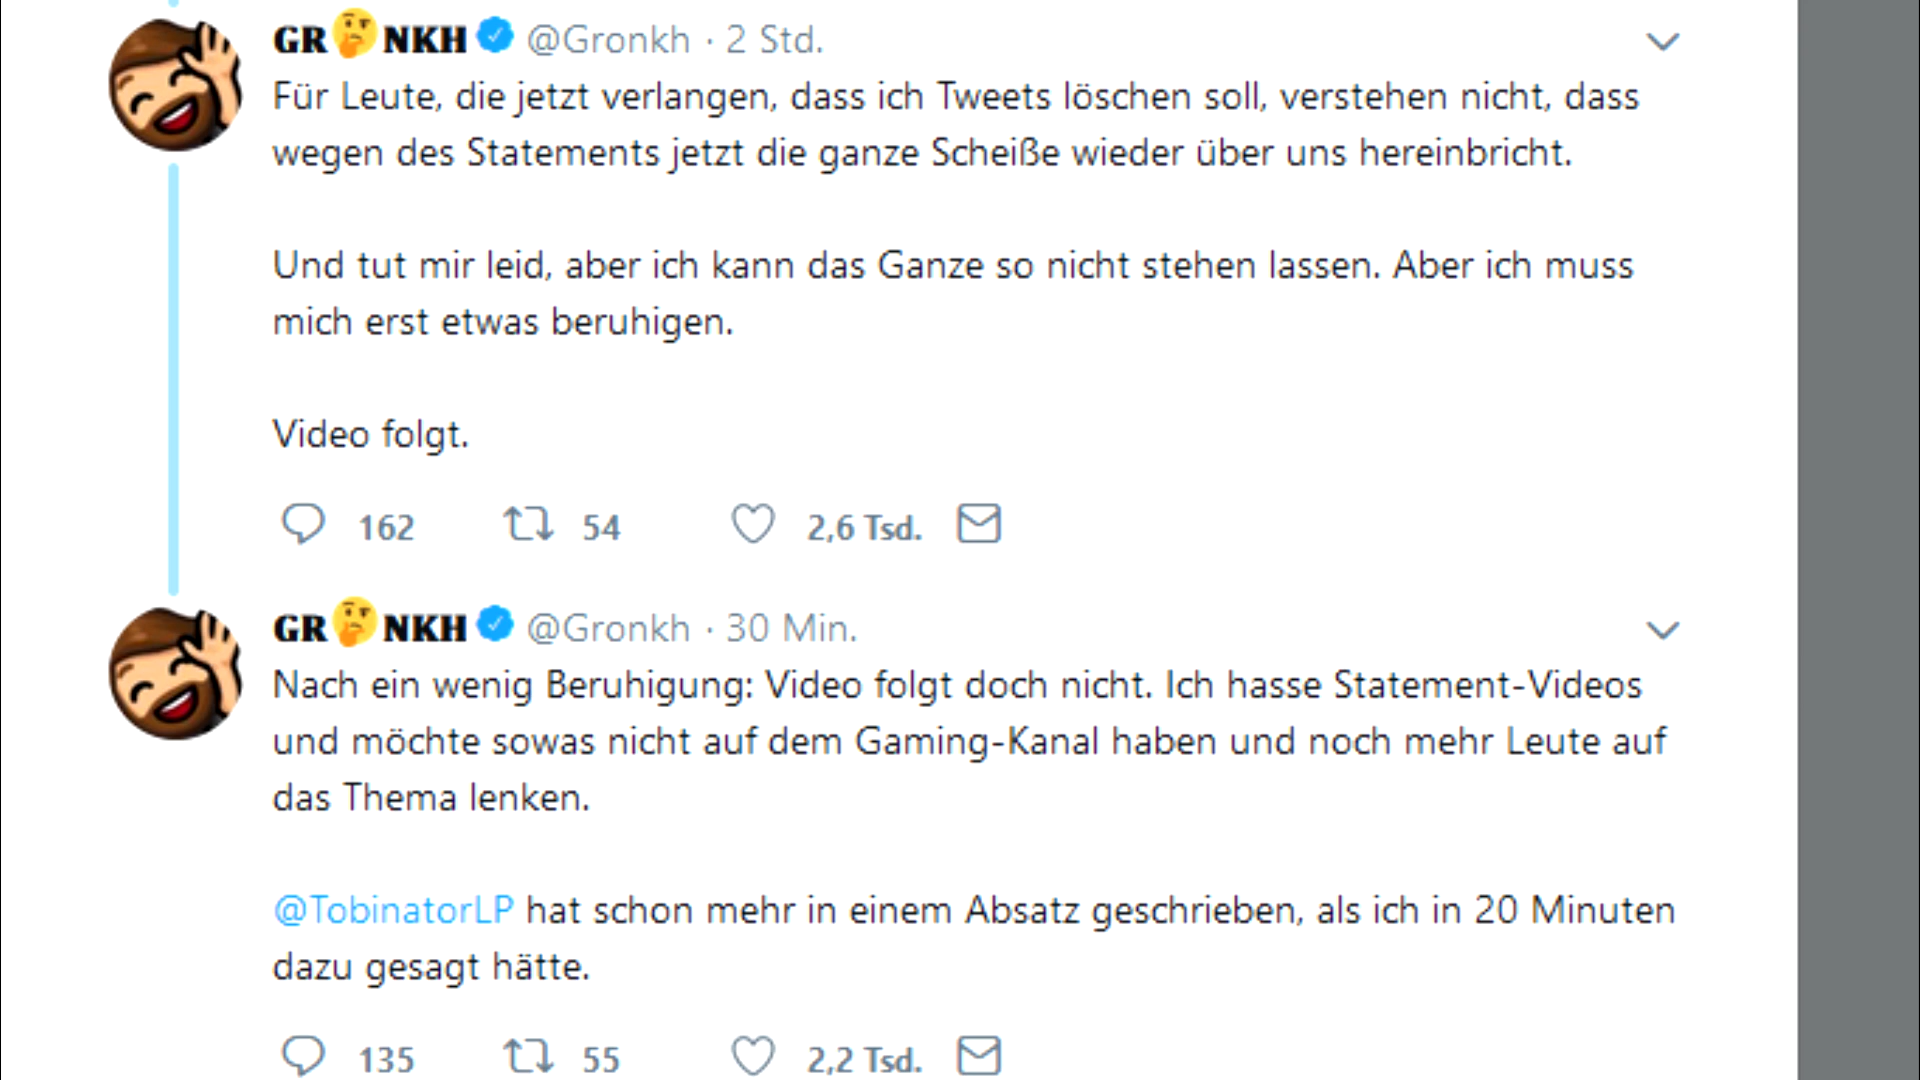 GR🤔NKH @Gronkh · 2 Std.
Für Leute, die jetzt verlangen, dass ich Tweets löschen soll, verstehen nicht, dass
wegen des Statements jetzt die ganze Scheiße wieder über uns hereinbricht.
Und tut mir leid, aber ich kann das Ganze so nicht stehen lassen. Aber ich muss
mich erst etwas beruhigen.
Video folgt.
162 54 2,6 Tsd.
GR🤔NKH @Gronkh · 30 Min.
Nach ein wenig Beruhigung: Video folgt doch nicht. Ich hasse Statement-Videos
und möchte sowas nicht auf dem Gaming-Kanal haben und noch mehr Leute auf
das Thema lenken.
@TobinatorLP hat schon mehr in einem Absatz geschrieben, als ich in 20 Minuten
dazu gesagt hätte.
135 55 2,2 Tsd.